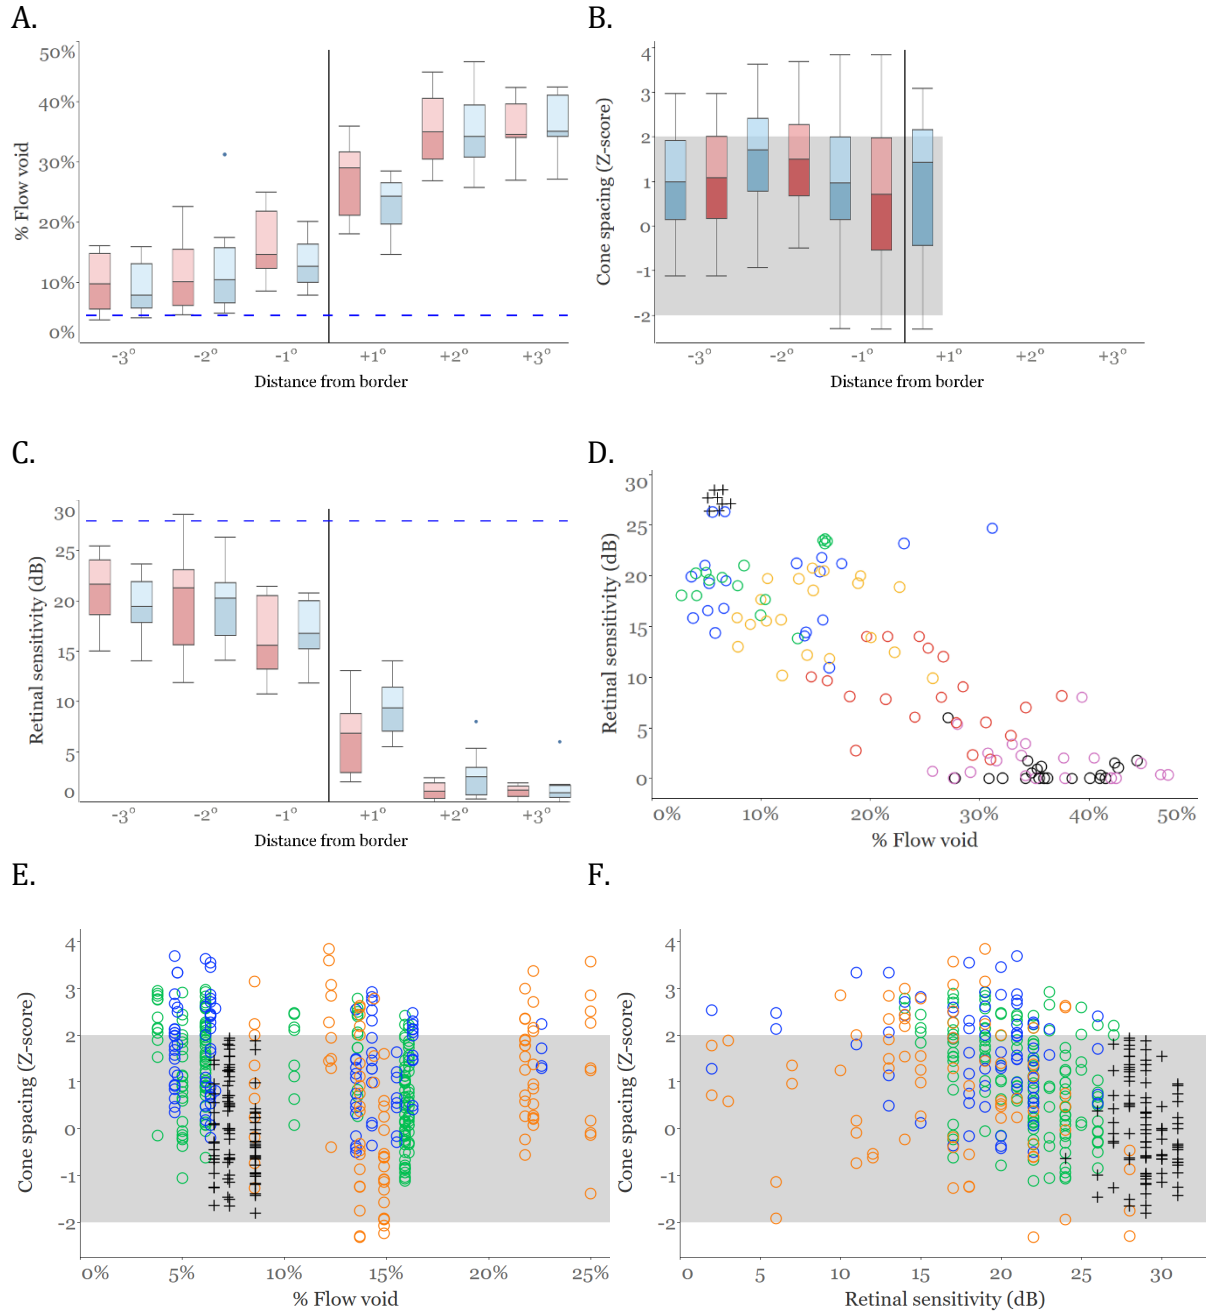 A.
50%
40%
30%
20%
10%
0%
% Flow void
-3° -2° -1° +1° +2° +3°
Distance from border
B.
4
3
2
1
0
-1
-2
Cone spacing (Z-score)
-3° -2° -1° +1° +2° +3°
Distance from border
C.
30
25
20
15
10
5
0
Retinal sensitivity (dB)
-3° -2° -1° +1° +2° +3°
Distance from border
D.
30
25
20
15
10
5
0
Retinal sensitivity (dB)
0% 10% 20% 30% 40% 50%
% Flow void
E.
4
3
2
1
0
-1
-2
Cone spacing (Z-score)
0% 5% 10% 15% 20% 25%
% Flow void
F.
4
3
2
1
0
-1
-2
Cone spacing (Z-score)
0 5 10 15 20 25 30
Retinal sensitivity (dB)